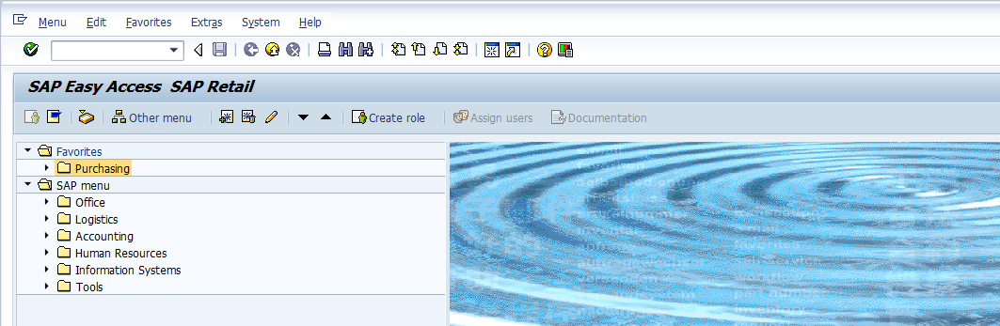 Menu Edit Favorites Extras System Help
SAP Easy Access SAP Retail
Other menu Create role Assign users Documentation
Favorites
Purchasing
SAP menu
Office
Logistics
Accounting
Human Resources
Information Systems
Tools